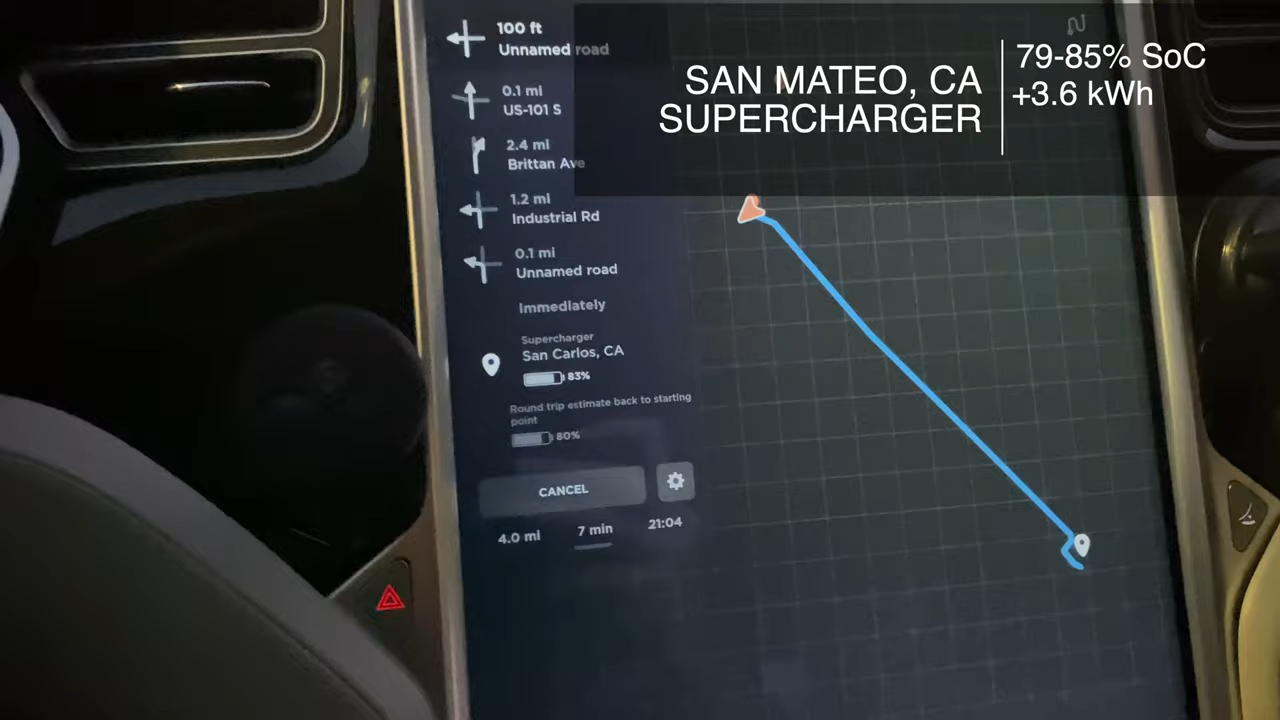 100 ft
Unnamed road
0.1 mi
US-101 S
2.4 mi
Brittan Ave
1.2 mi
Industrial Rd
0.1 mi
Unnamed road
Immediately
Supercharger
San Carlos, CA
83%
Round trip estimate back to starting
point
80%
CANCEL
4.0 mi 7 min 21:04
SAN MATEO, CA
SUPERCHARGER
79-85% SoC
+3.6 kWh